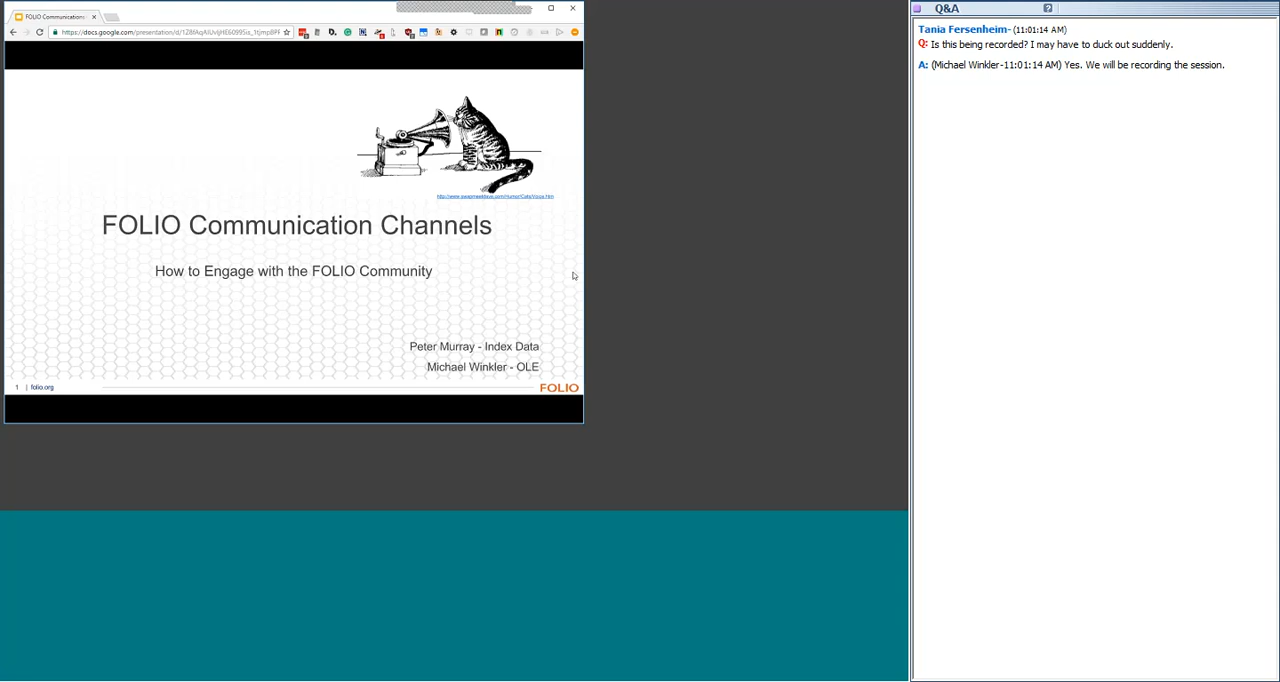 FOLIO Communications
FOLIO Communication Channels
How to Engage with the FOLIO Community
Peter Murray - Index Data
Michael Winkler - OLE
1 | folio.org
FOLIO
Q&A
Tania Fersenheim- (11:01:14 AM)
Q: Is this being recorded? I may have to duck out suddenly.
A: (Michael Winkler-11:01:14 AM) Yes. We will be recording the session.